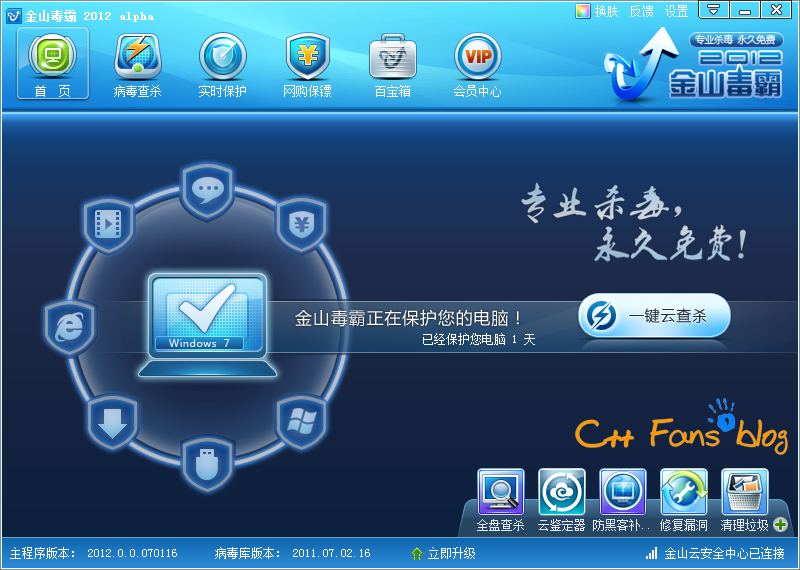 金山毒霸 2012 alpha
换肤 反馈 设置
首 页
病毒查杀
实时保护
网购保镖
VIP
百宝箱
会员中心
专业杀毒 永久免费
2012
金山毒霸
专业杀毒,
永久免费!
金山毒霸正在保护您的电脑!
已经保护您电脑 1 天
一键云查杀
Windows 7
C++ Fans blog
全盘查杀
云鉴定器
防黑客补..
修复漏洞
清理垃圾
主程序版本: 2012.0.0.070116
病毒库版本: 2011.07.02.16
立即升级
金山云安全中心已连接